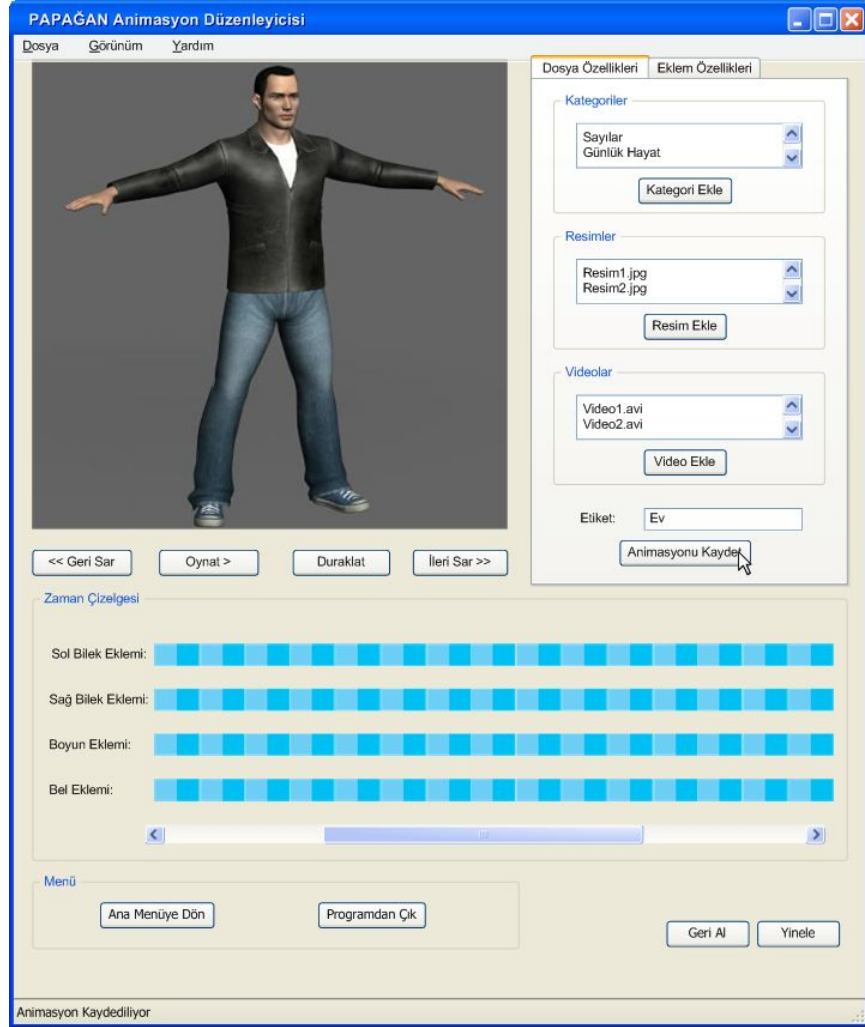 PAPAĞAN Animasyon Düzenleyicisi
Dosya Görünüm Yardım
Dosya Özellikleri Eklem Özellikleri
Kategoriler
Sayılar
Günlük Hayat
Kategori Ekle
Resimler
Resim1.jpg
Resim2.jpg
Resim Ekle
Videolar
Video1.avi
Video2.avi
Video Ekle
Etiket: Ev
Animasyonu Kaydet
<< Geri Sar Oynat > Duraklat İleri Sar >>
Zaman Çizelgesi
Sol Bilek Eklemi:
Sağ Bilek Eklemi:
Boyun Eklemi:
Bel Eklemi:
Menü
Ana Menüye Dön Programdan Çık
Geri Al Yinele
Animasyon Kaydediliyor